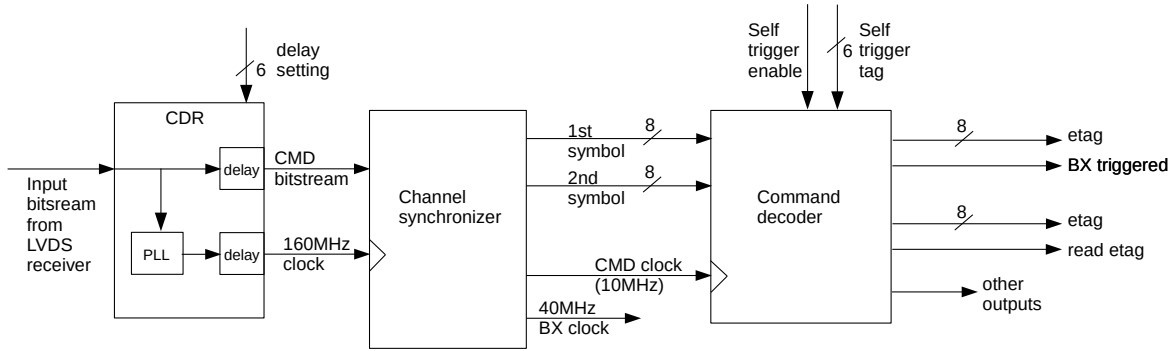 Self
trigger
enable
Self
6 trigger
tag
delay
6 setting
CDR
delay
CMD
bitstream
Input
bitsream
from
LVDS
receiver
PLL
delay
160MHz
clock
Channel
synchronizer
1st
symbol
8
2nd
symbol
8
CMD clock
(10MHz)
40MHz
BX clock
Command
decoder
8
etag
BX triggered
8
etag
read etag
other
outputs